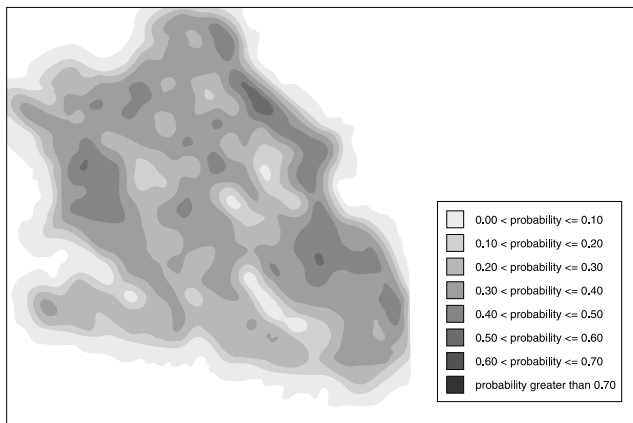 0.00 < probability <= 0.10
0.10 < probability <= 0.20
0.20 < probability <= 0.30
0.30 < probability <= 0.40
0.40 < probability <= 0.50
0.50 < probability <= 0.60
0.60 < probability <= 0.70
probability greater than 0.70